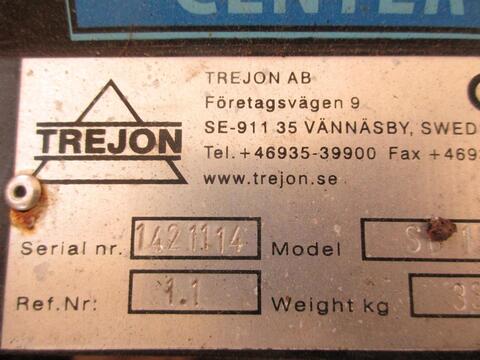 CENTER
TREJON
TREJON AB
Företagsvägen 9
SE-911 35 VÄNNÄSBY, SWED
Tel.+46935-39900 Fax +469
www.trejon.se
Serial nr. 1421114 Model
Ref.Nr: 1.1 Weight kg